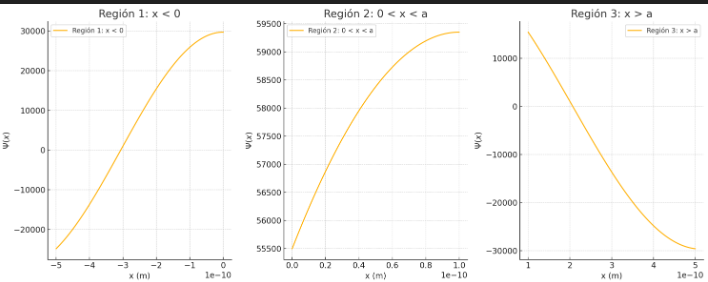 Región 1: x < 0
Región 1: x < 0
30000
20000
10000
0
−10000
−20000
Ψ(x)
−5 −4 −3 −2 −1 0
x (m)
1e−10
Región 2: 0 < x < a
Región 2: 0 < x < a
59500
59000
58500
58000
57500
57000
56500
56000
55500
Ψ(x)
0.0 0.2 0.4 0.6 0.8 1.0
x (m)
1e−10
Región 3: x > a
Región 3: x > a
10000
0
−10000
−20000
−30000
Ψ(x)
1 2 3 4 5
x (m)
1e−10